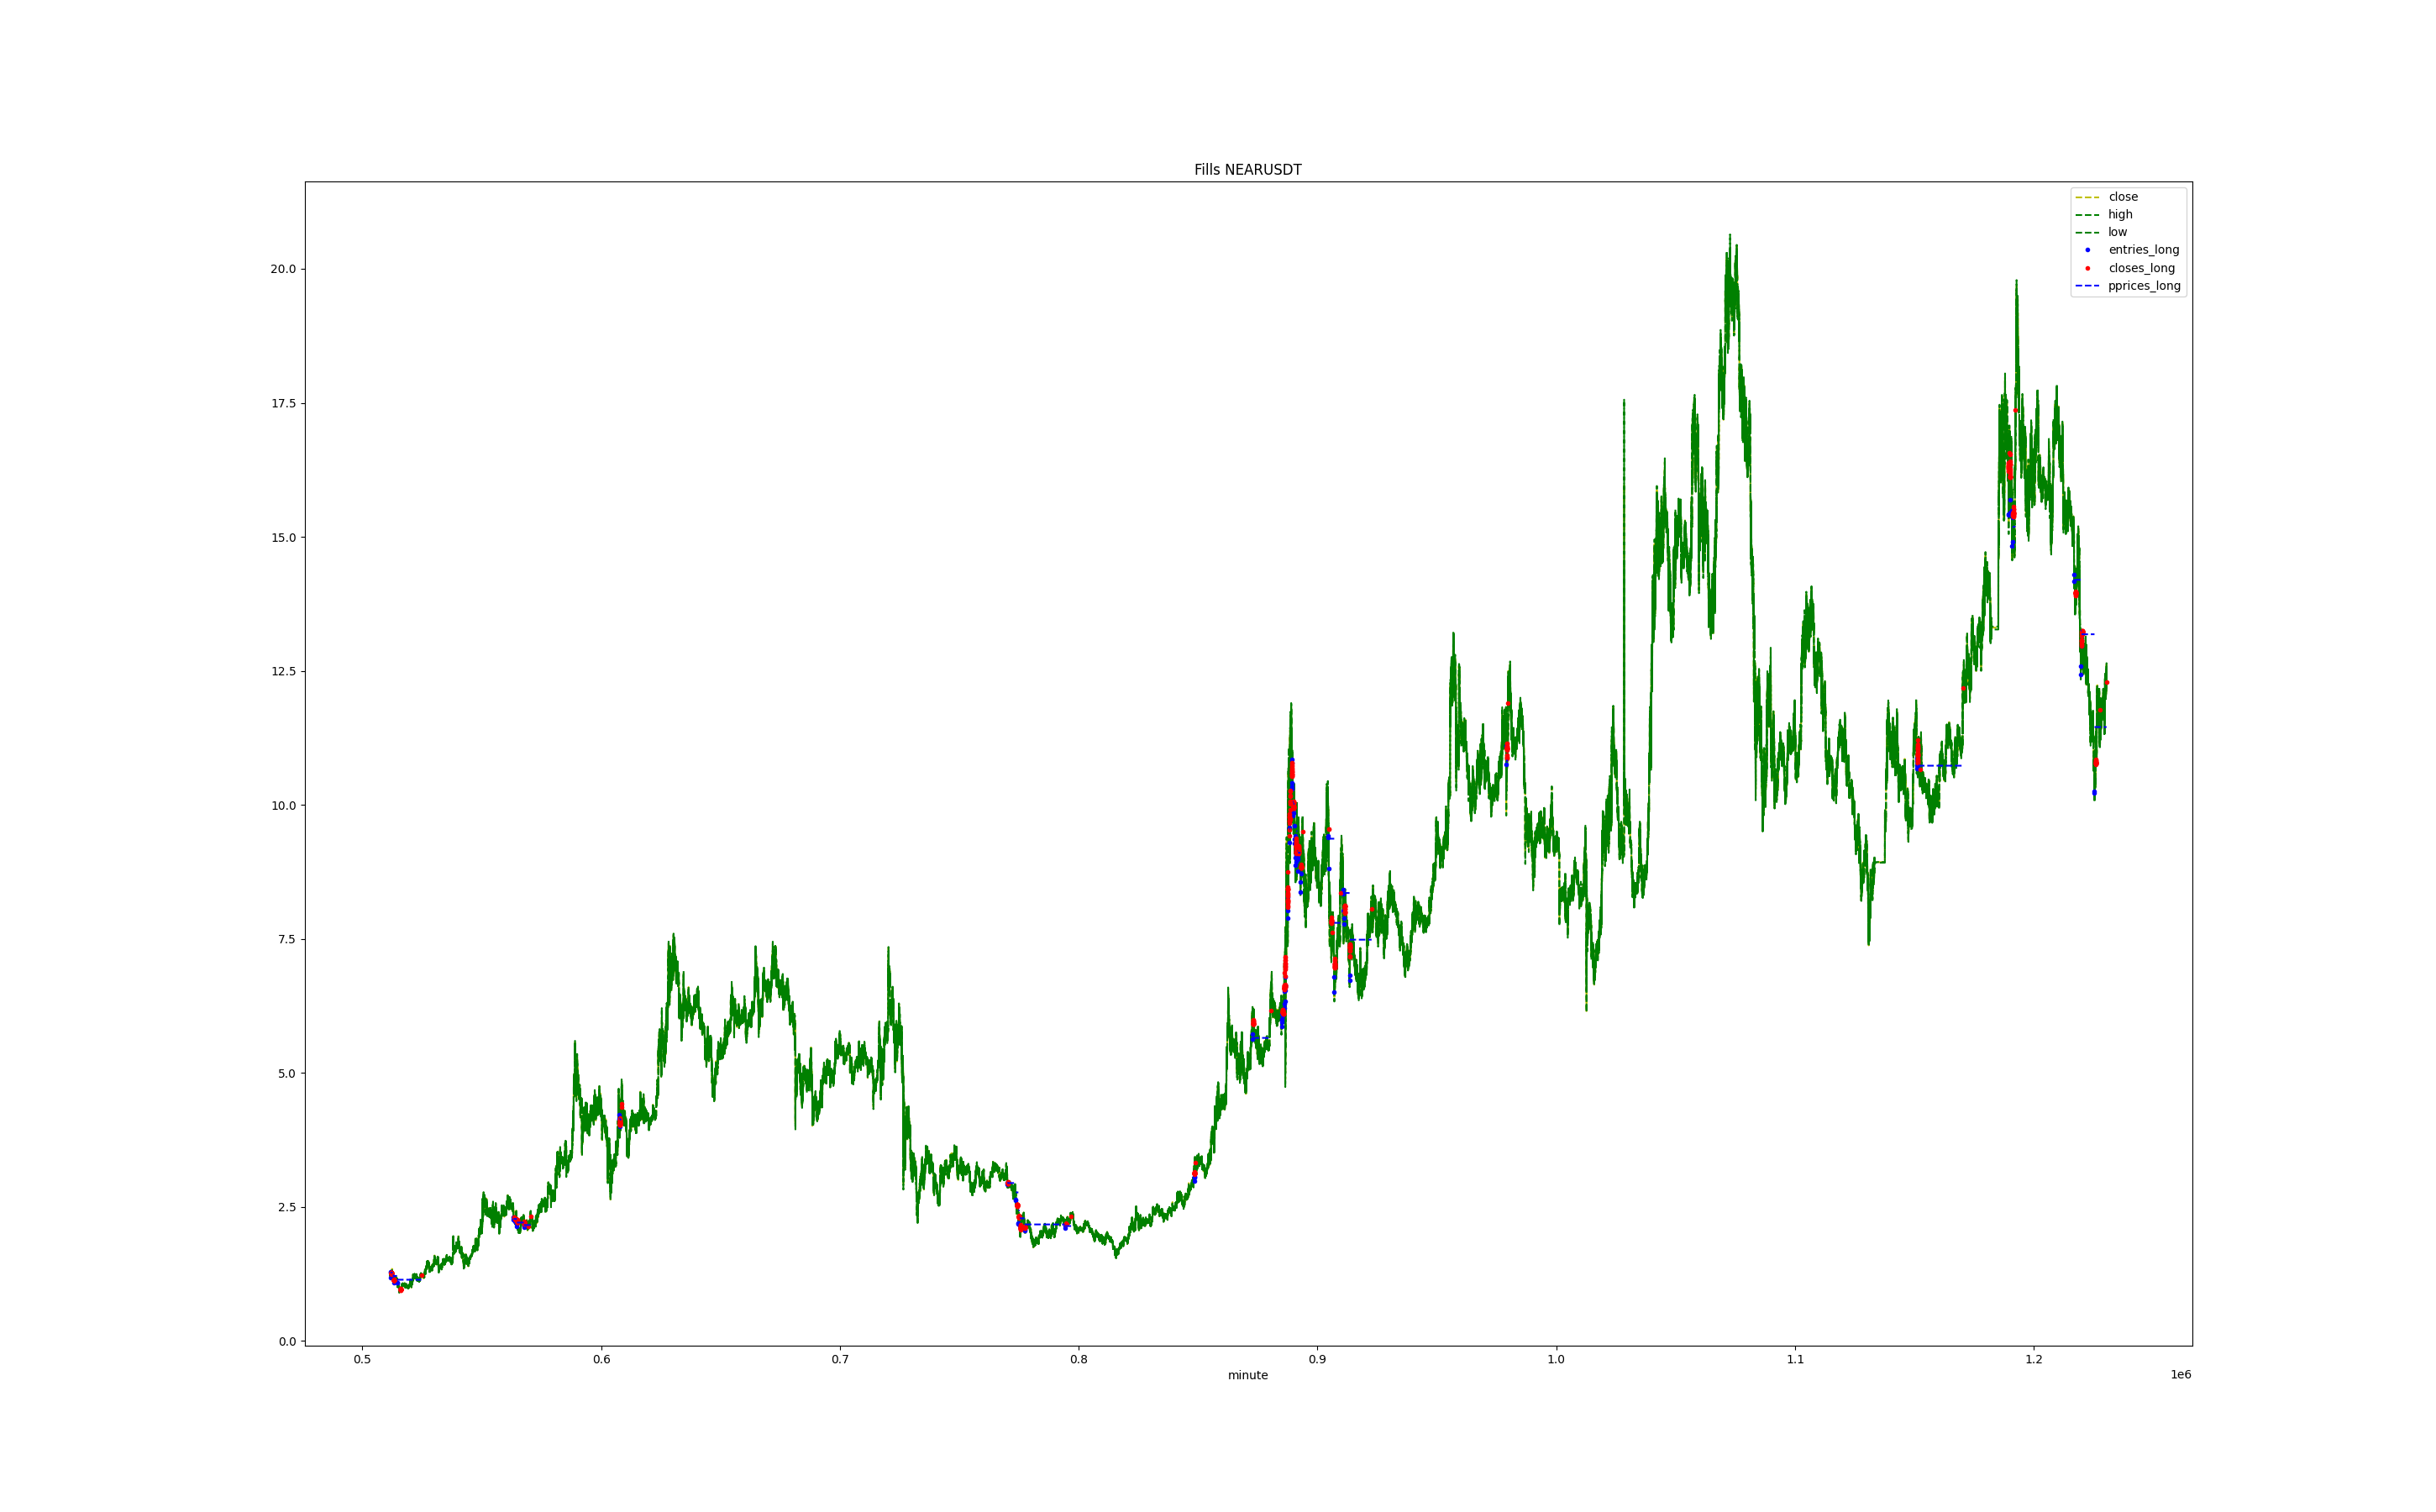 Fills NEARUSDT
close
high
low
entries_long
closes_long
pprices_long
20.0
17.5
15.0
12.5
10.0
7.5
5.0
2.5
0.0
0.5 0.6 0.7 0.8 0.9 1.0 1.1 1.2
minute
1e6